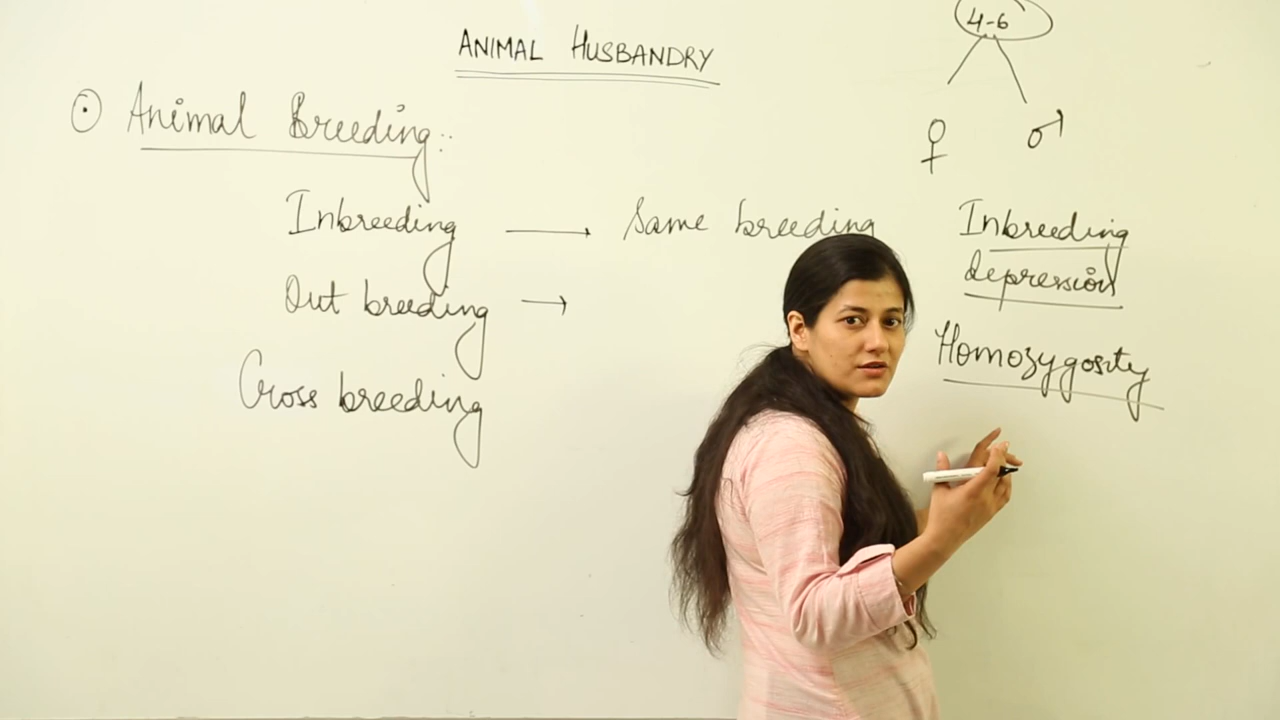 ANIMAL HUSBANDRY
4-6
♀ ♂
Animal Breeding:
Inbreeding → Same breeding
Out breeding →
Cross breeding
Inbreeding
depression
Homozygosity